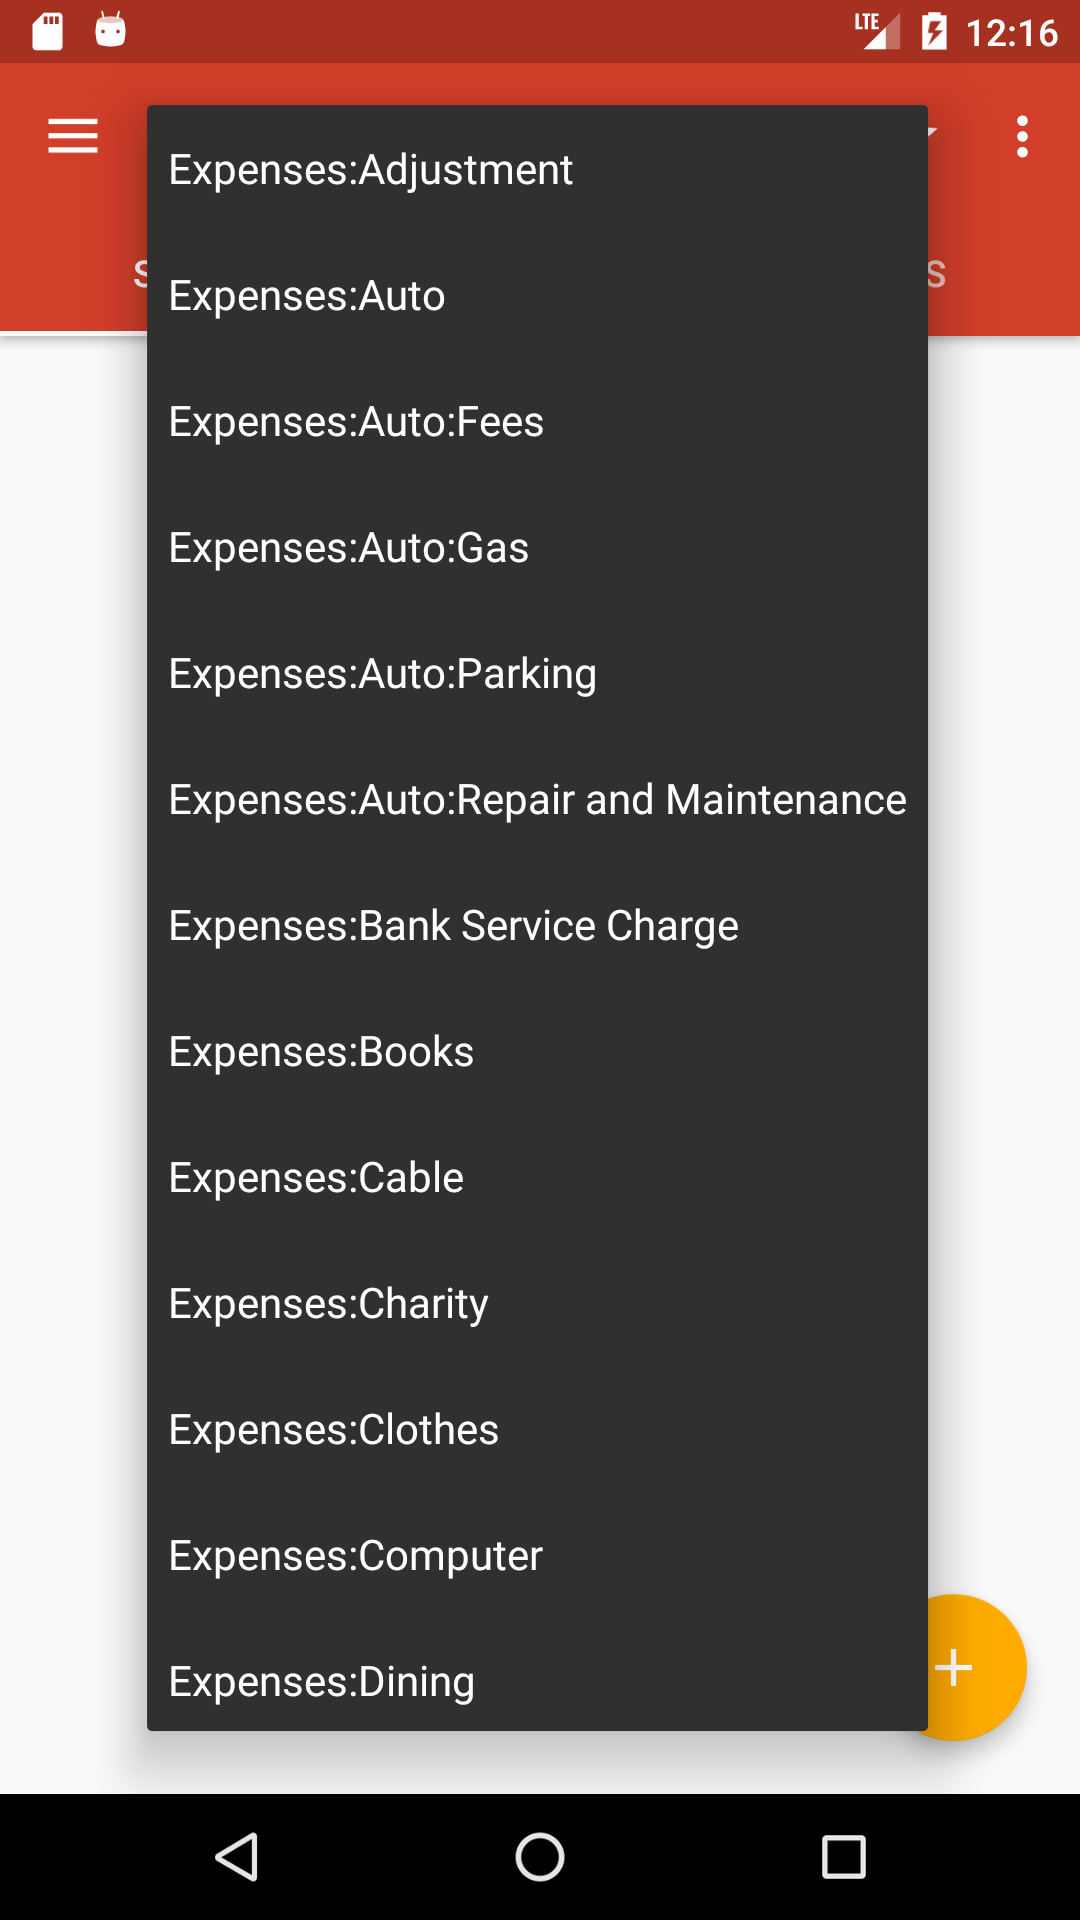 LTE 12:16
Expenses:Adjustment
Expenses:Auto
Expenses:Auto:Fees
Expenses:Auto:Gas
Expenses:Auto:Parking
Expenses:Auto:Repair and Maintenance
Expenses:Bank Service Charge
Expenses:Books
Expenses:Cable
Expenses:Charity
Expenses:Clothes
Expenses:Computer
Expenses:Dining